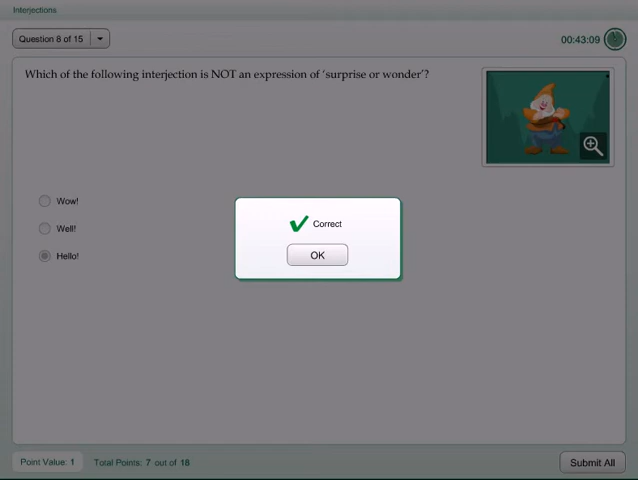 Interjections
Question 8 of 15
00:43:09
Which of the following interjection is NOT an expression of ‘surprise or wonder’?
Wow!
Well!
Hello!
Correct
OK
Point Value: 1
Total Points: 7 out of 18
Submit All